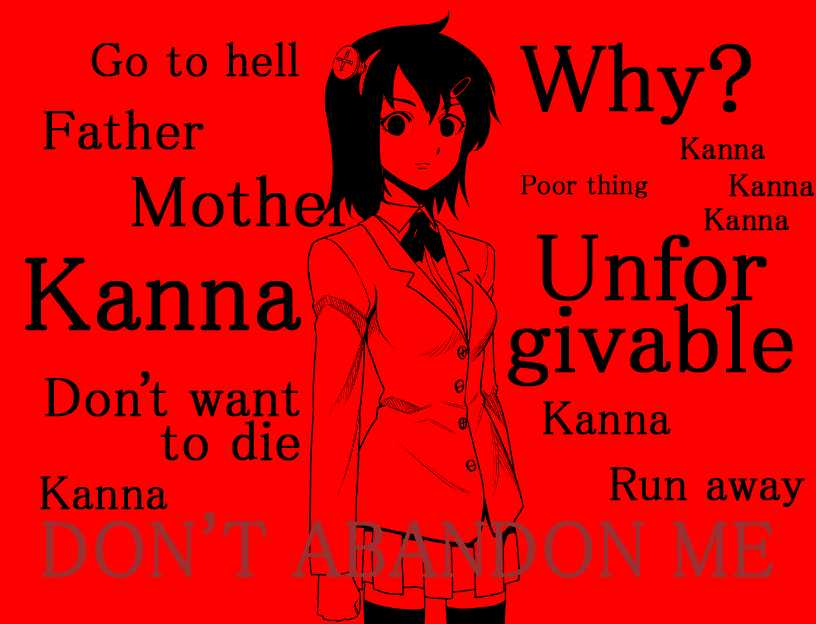 Go to hell
Father
Mother
Kanna
Don't want
to die
Kanna
Why?
Kanna
Poor thing
Kanna
Kanna
Unfor
givable
Kanna
Run away
DON'T ABANDON ME